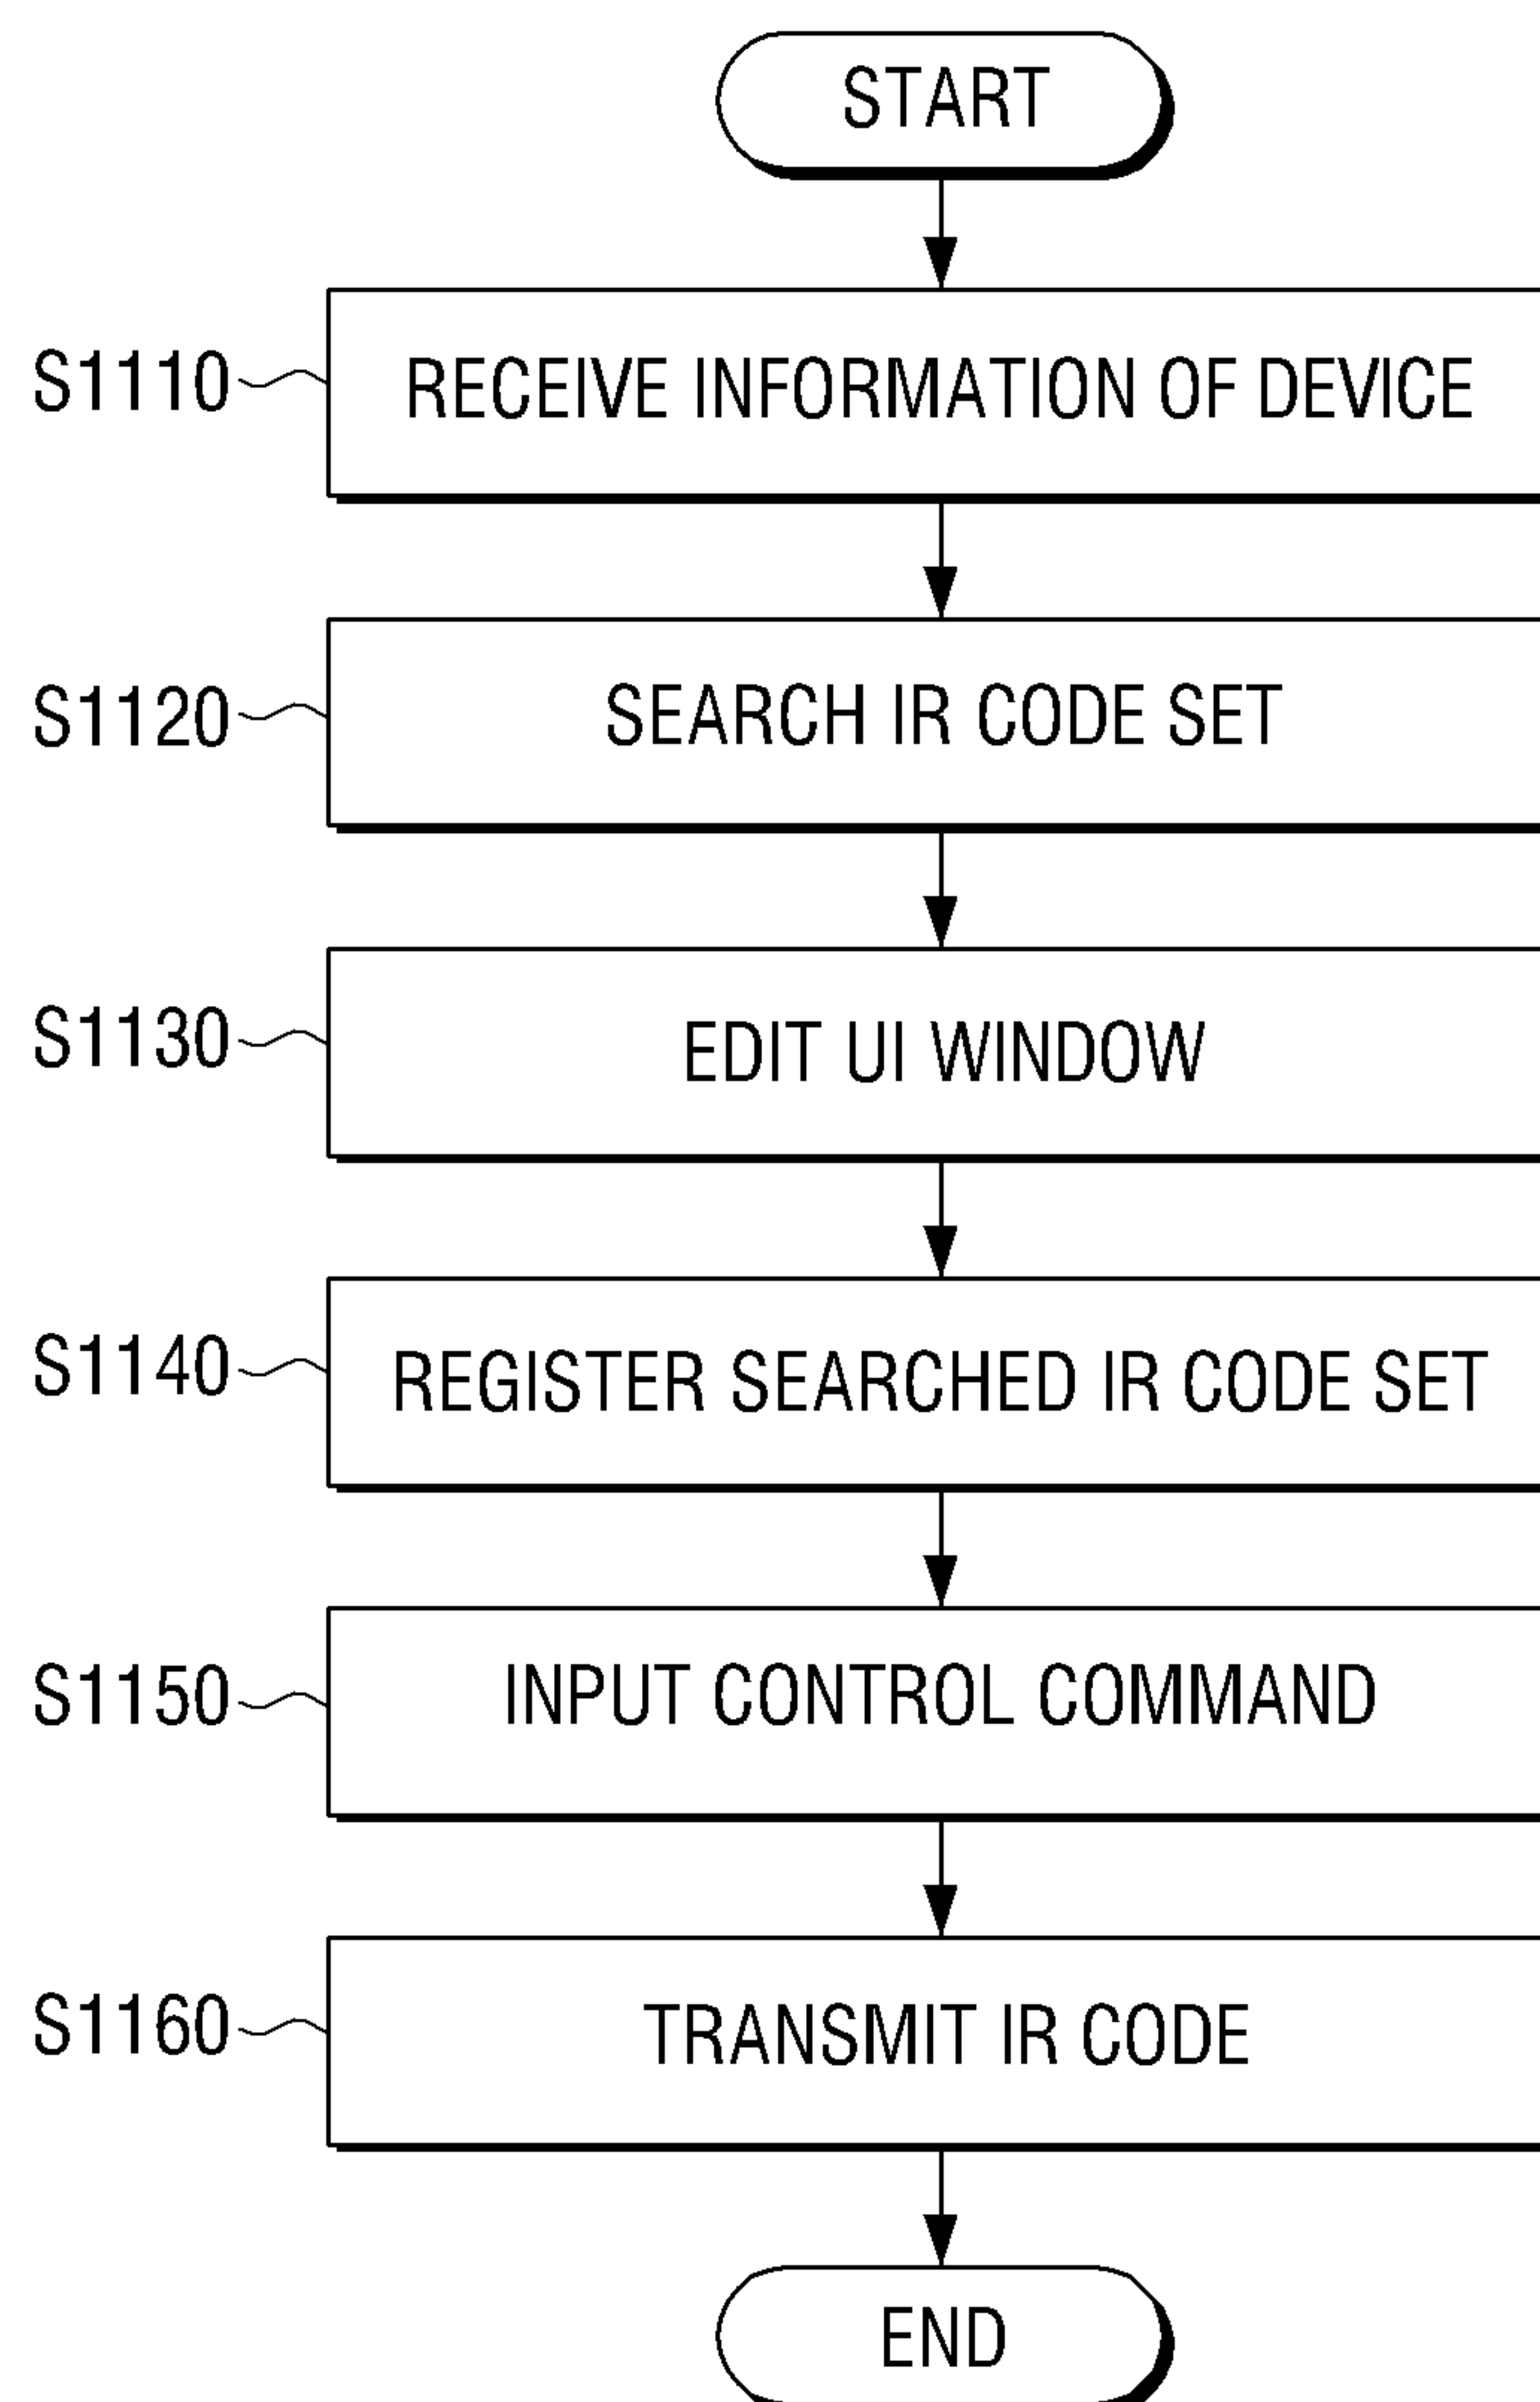 START
S1110 RECEIVE INFORMATION OF DEVICE
S1120 SEARCH IR CODE SET
S1130 EDIT UI WINDOW
S1140 REGISTER SEARCHED IR CODE SET
S1150 INPUT CONTROL COMMAND
S1160 TRANSMIT IR CODE
END